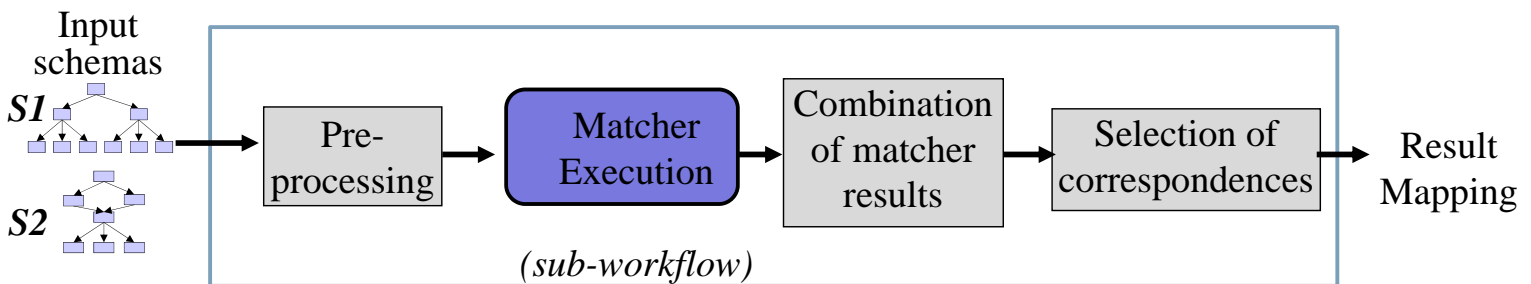 Input
schemas
S1
S2
Pre-
processing
Matcher
Execution
(sub-workflow)
Combination
of matcher
results
Selection of
correspondences
Result
Mapping